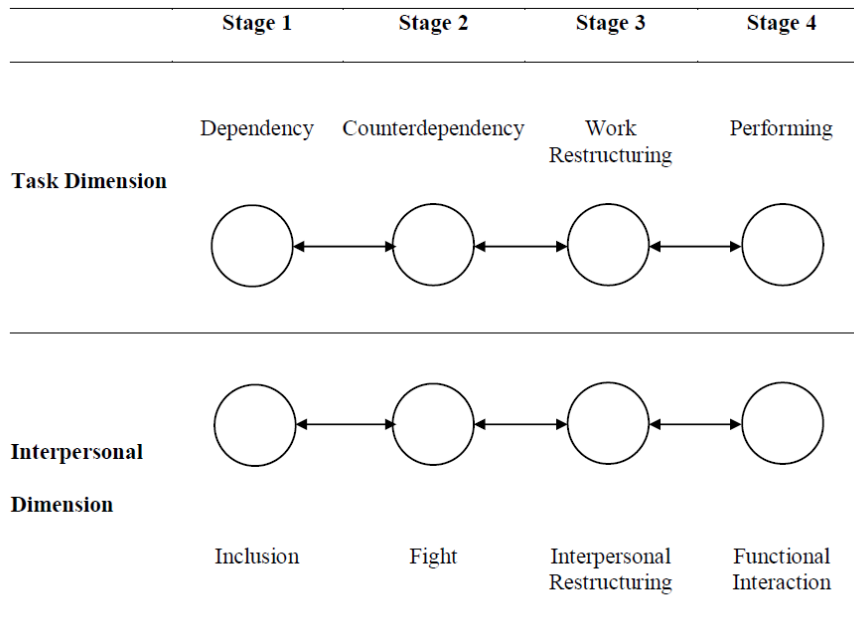 Stage 1 Stage 2 Stage 3 Stage 4
Dependency Counterdependency Work Performing
Restructuring
Task Dimension
Interpersonal
Dimension
Inclusion Fight Interpersonal Functional
Restructuring Interaction